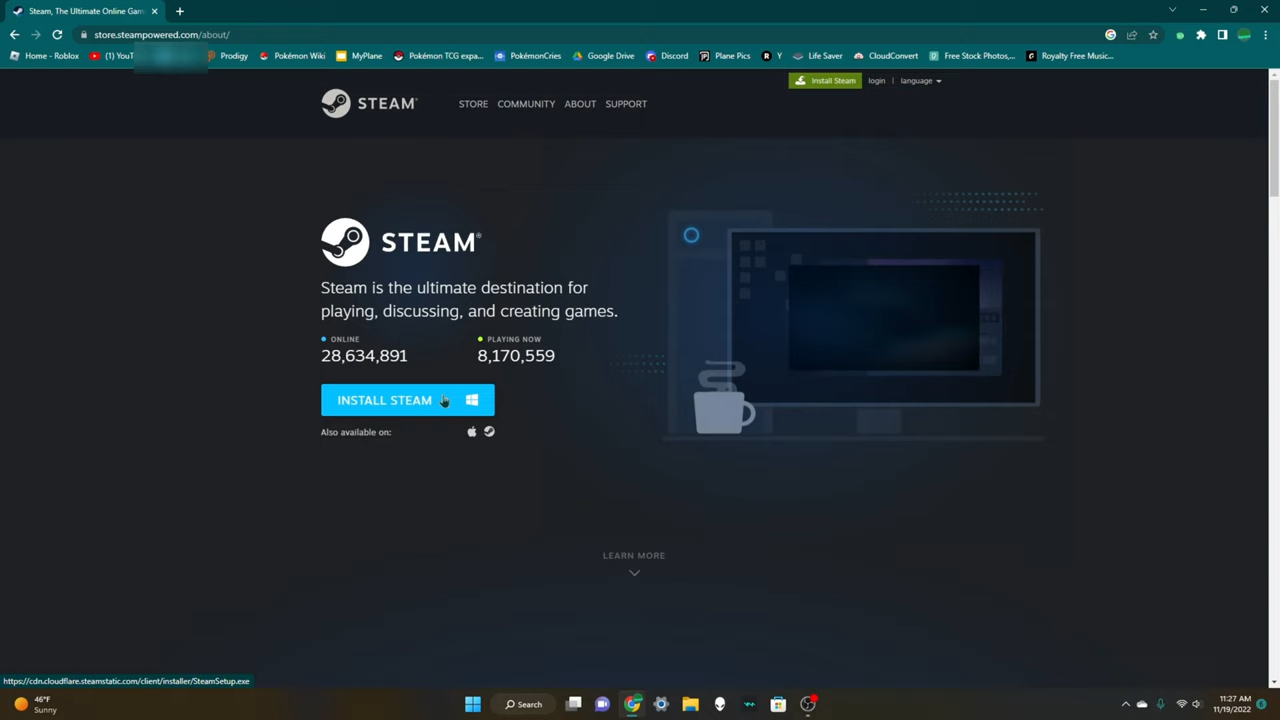 Steam, The Ultimate Online Gam
store.steampowered.com/about/
Home - Roblox
(1) YouT
Prodigy
Pokémon Wiki
MyPlane
Pokémon TCG expa...
PokémonCries
Google Drive
Discord
Plane Pics
Y
Life Saver
CloudConvert
Free Stock Photos,...
Royalty Free Music...
Install Steam
login
language
STEAM®
STORE
COMMUNITY
ABOUT
SUPPORT
STEAM®
Steam is the ultimate destination for
playing, discussing, and creating games.
ONLINE
PLAYING NOW
28,634,891
8,170,559
INSTALL STEAM
Also available on:
LEARN MORE
https://cdn.cloudflare.steamstatic.com/client/installer/SteamSetup.exe
46°F
Sunny
Search
11:27 AM
11/19/2022